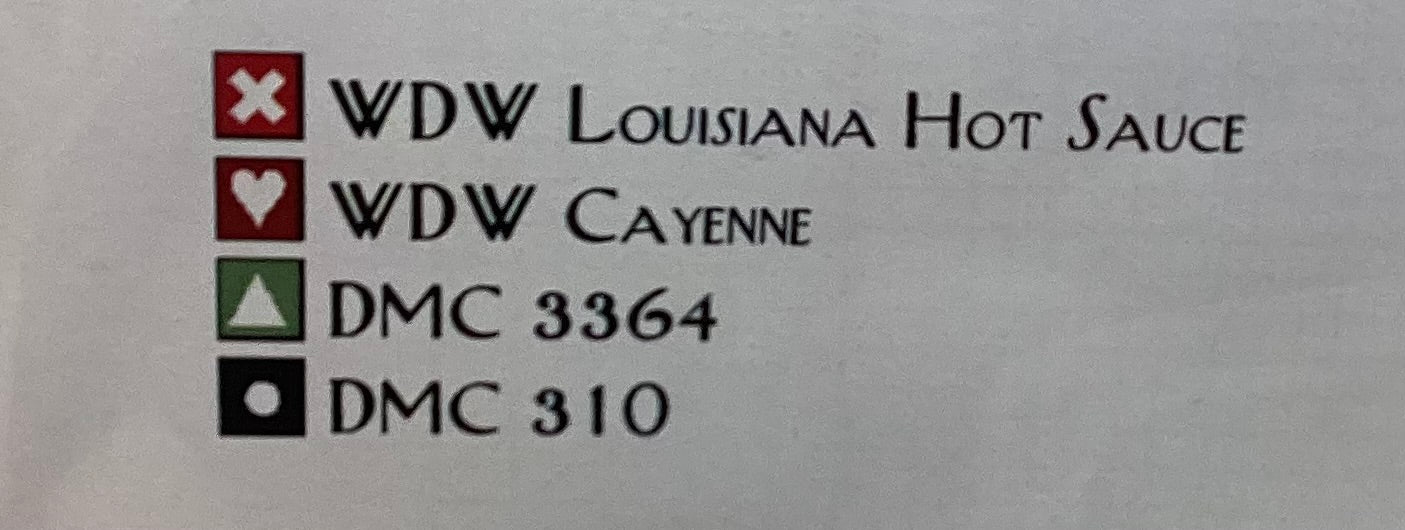 WDW Louisiana Hot Sauce
WDW Cayenne
DMC 3364
DMC 310